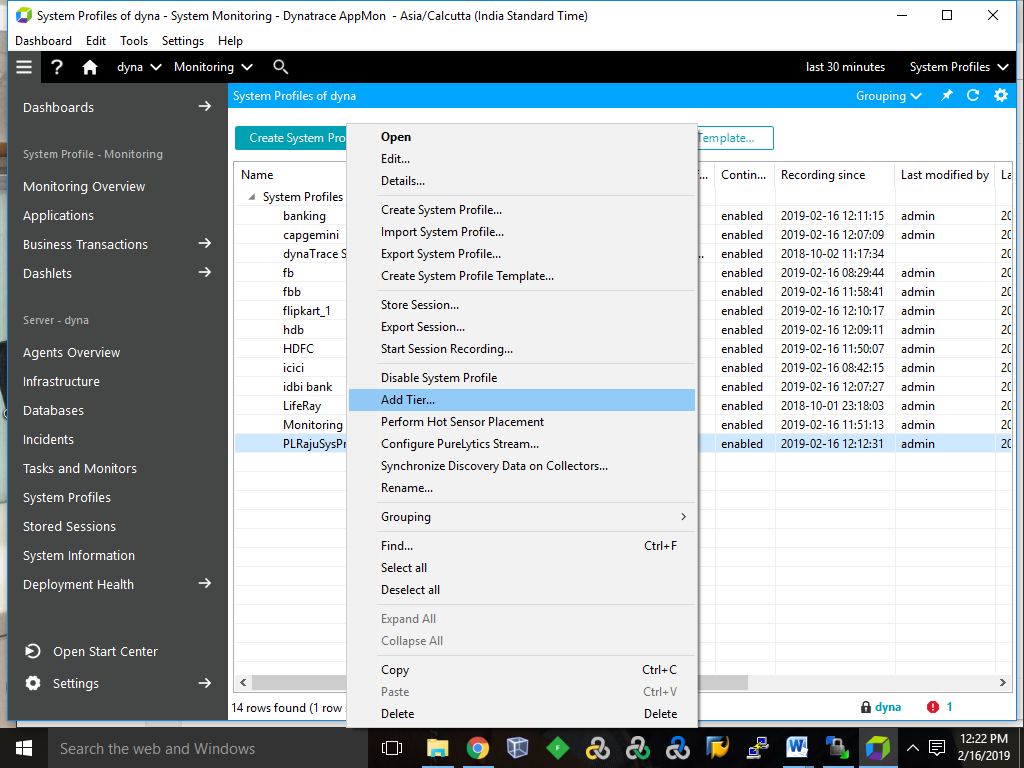 System Profiles of dyna - System Monitoring - Dynatrace AppMon - Asia/Calcutta (India Standard Time)
Dashboard Edit Tools Settings Help
? dyna Monitoring last 30 minutes System Profiles
Dashboards
System Profile - Monitoring
Monitoring Overview
Applications
Business Transactions
Dashlets
Server - dyna
Agents Overview
Infrastructure
Databases
Incidents
Tasks and Monitors
System Profiles
Stored Sessions
System Information
Deployment Health
Open Start Center
Settings
System Profiles of dyna Grouping
Create System Pro Template...
Name ... Contin... Recording since Last modified by La
System Profiles
banking enabled 2019-02-16 12:11:15 admin 20
capgemini enabled 2019-02-16 12:07:09 admin 20
dynaTrace S .. enabled 2018-10-02 11:17:34 20
fb enabled 2019-02-16 08:29:44 admin 20
fbb enabled 2019-02-16 11:58:41 admin 20
flipkart_1 enabled 2019-02-16 12:10:17 admin 20
hdb enabled 2019-02-16 12:09:11 admin 20
HDFC enabled 2019-02-16 11:50:07 admin 20
icici enabled 2019-02-16 08:42:15 admin 20
idbi bank enabled 2019-02-16 12:07:27 admin 20
LifeRay enabled 2018-10-01 23:18:03 admin 20
Monitoring enabled 2019-02-16 11:51:13 admin 20
PLRajuSysPr enabled 2019-02-16 12:12:31 admin 20
Open
Edit...
Details...
Create System Profile...
Import System Profile...
Export System Profile...
Create System Profile Template...
Store Session...
Export Session...
Start Session Recording...
Disable System Profile
Add Tier...
Perform Hot Sensor Placement
Configure PureLytics Stream...
Synchronize Discovery Data on Collectors...
Rename...
Grouping
Find... Ctrl+F
Select all
Deselect all
Expand All
Collapse All
Copy Ctrl+C
Paste Ctrl+V
Delete Delete
14 rows found (1 row dyna 1
Search the web and Windows
12:22 PM
2/16/2019